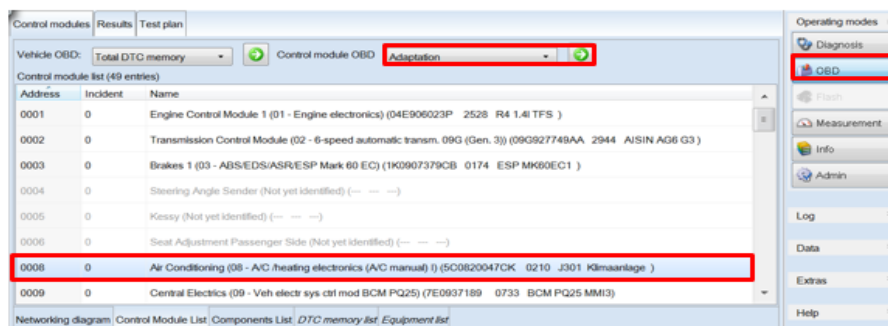 Control modules Results Test plan
Operating modes
Vehicle OBD: Total DTC memory Control module OBD Adaptation
Diagnosis
Control module list (49 entries)
OBD
Address Incident Name
0001 0 Engine Control Module 1 (01 - Engine electronics) (04E906023P 2528 R4 1.4l TFS )
Flash
0002 0 Transmission Control Module (02 - 6-speed automatic transm. 09G (Gen. 3)) (09G927749AA 2944 AISIN AG6 G3 )
Measurement
0003 0 Brakes 1 (03 - ABS/EDS/ASR/ESP Mark 60 EC) (1K0907379CB 0174 ESP MK60EC1 )
Info
0004 0 Steering Angle Sender (Not yet identified) (--- --- ---)
Admin
0005 0 Kessy (Not yet identified) (--- --- ---)
Log
0006 0 Seat Adjustment Passenger Side (Not yet identified) (--- --- ---)
Data
0008 0 Air Conditioning (08 - A/C /heating electronics (A/C manual) I) (5C0820047CK 0210 J301 Klimaanlage )
Extras
0009 0 Central Electrics (09 - Veh electr sys ctrl mod BCM PQ25) (7E0937189 0733 BCM PQ25 MMI3)
Help
Networking diagram Control Module List Components List DTC memory list Equipment list